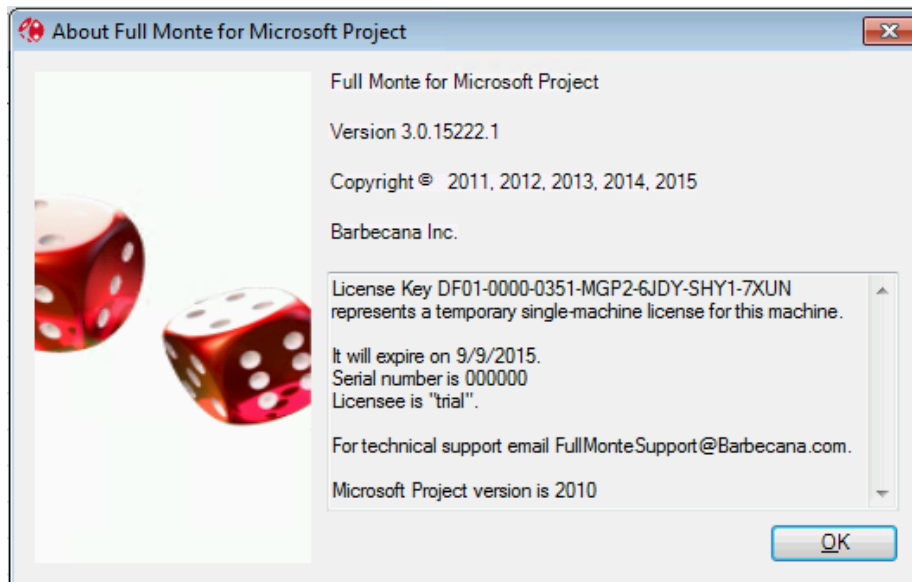 About Full Monte for Microsoft Project
Full Monte for Microsoft Project
Version 3.0.15222.1
Copyright © 2011, 2012, 2013, 2014, 2015
Barbecana Inc.
License Key DF01-0000-0351-MGP2-6JDY-SHY1-7XUN
represents a temporary single-machine license for this machine.
It will expire on 9/9/2015.
Serial number is 000000
Licensee is "trial".
For technical support email FullMonteSupport@Barbecana.com.
Microsoft Project version is 2010
OK